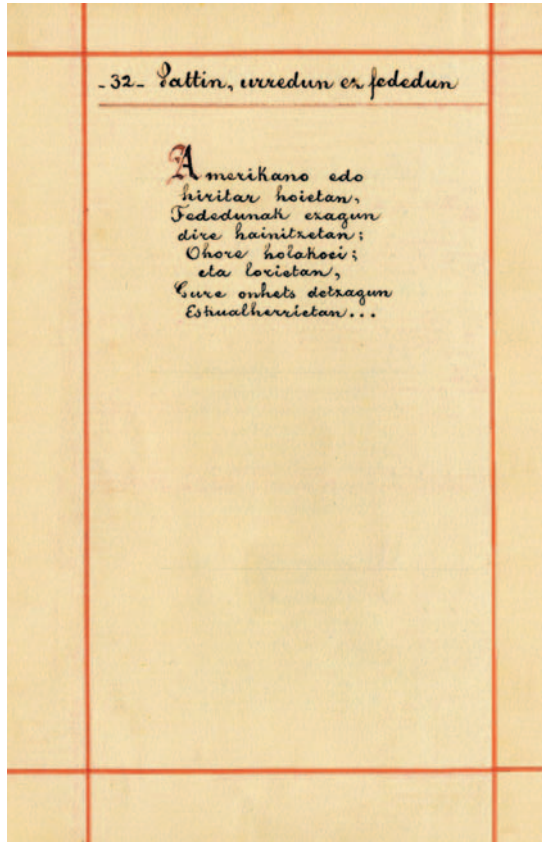 -32- Pattin, urredun ez fededun
Amerikano edo
hiritar hoietan,
Fededunak ezagun
dire hainitzetan;
Ohore holakoei;
eta lorietan,
Gure onhets detzagun
Eskualherrietan...